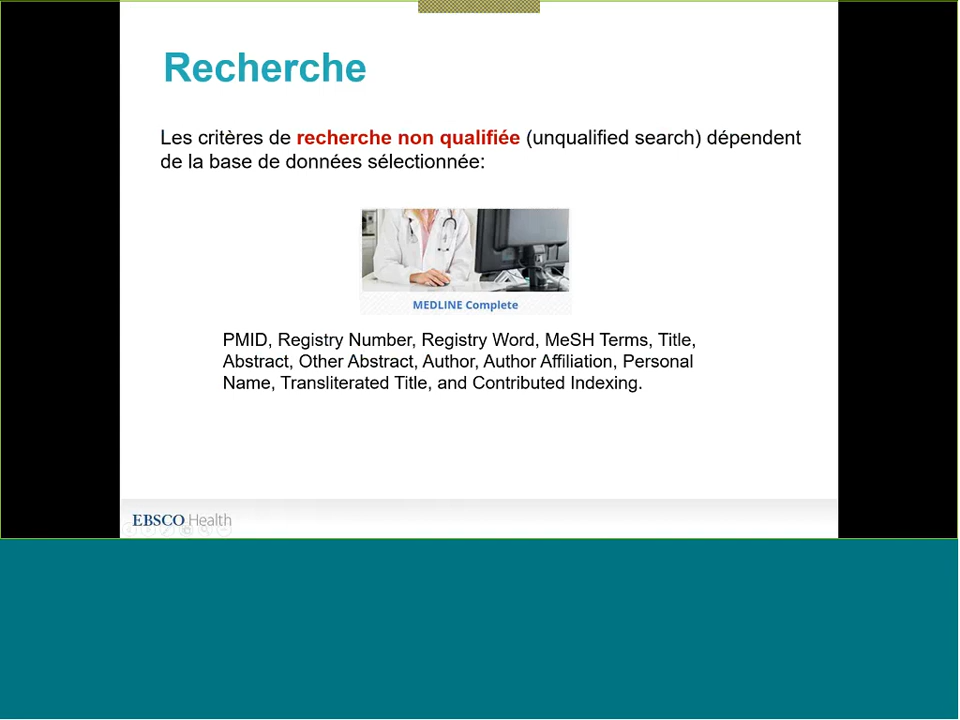 Recherche
Les critères de recherche non qualifiée (unqualified search) dépendent
de la base de données sélectionnée:
MEDLINE Complete
PMID, Registry Number, Registry Word, MeSH Terms, Title,
Abstract, Other Abstract, Author, Author Affiliation, Personal
Name, Transliterated Title, and Contributed Indexing.
EBSCO Health